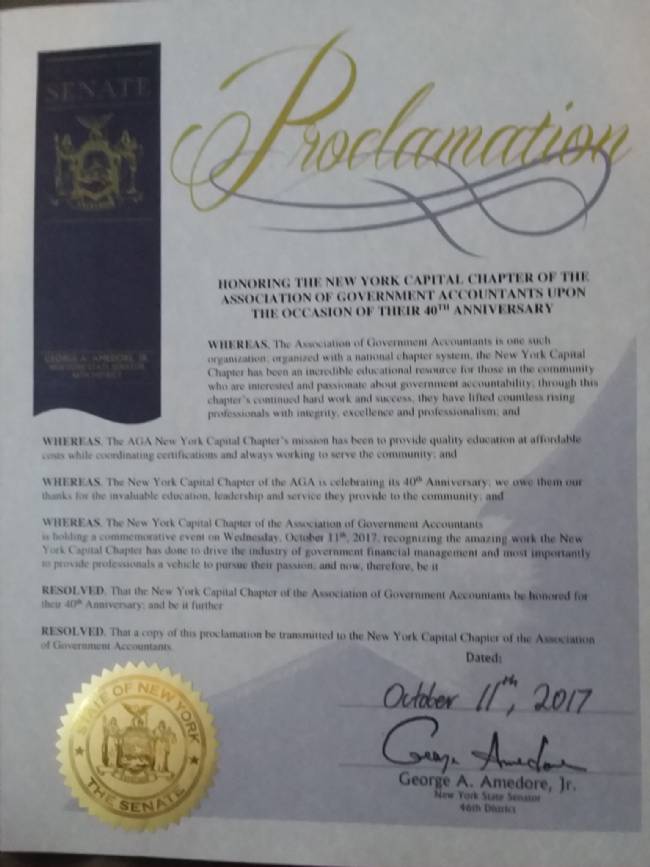 SENATE
Proclamation
HONORING THE NEW YORK CAPITAL CHAPTER OF THE
ASSOCIATION OF GOVERNMENT ACCOUNTANTS UPON
THE OCCASION OF THEIR 40TH ANNIVERSARY
GEORGE A. AMEDORE, JR.
NEW YORK STATE SENATOR
46TH DISTRICT
WHEREAS, The Association of Government Accountants is one such
organization; organized with a national chapter system, the New York Capital
Chapter has been an incredible educational resource for those in the community
who are interested and passionate about government accountability; through this
chapter's continued hard work and success, they have lifted countless rising
professionals with integrity, excellence and professionalism; and
WHEREAS, The AGA New York Capital Chapter's mission has been to provide quality education at affordable
costs while coordinating certifications and always working to serve the community; and
WHEREAS, The New York Capital Chapter of the AGA is celebrating its 40th Anniversary; we owe them our
thanks for the invaluable education, leadership and service they provide to the community; and
WHEREAS, The New York Capital Chapter of the Association of Government Accountants
is holding a commemorative event on Wednesday, October 11th, 2017, recognizing the amazing work the New
York Capital Chapter has done to drive the industry of government financial management and most importantly
to provide professionals a vehicle to pursue their passion; and now, therefore, be it
RESOLVED, That the New York Capital Chapter of the Association of Government Accountants be honored for
their 40th Anniversary; and be it further
RESOLVED, That a copy of this proclamation be transmitted to the New York Capital Chapter of the Association
of Government Accountants.
Dated:
October 11th, 2017
George Amedore
George A. Amedore, Jr.
New York State Senator
46th District
STATE OF NEW YORK
THE SENATE